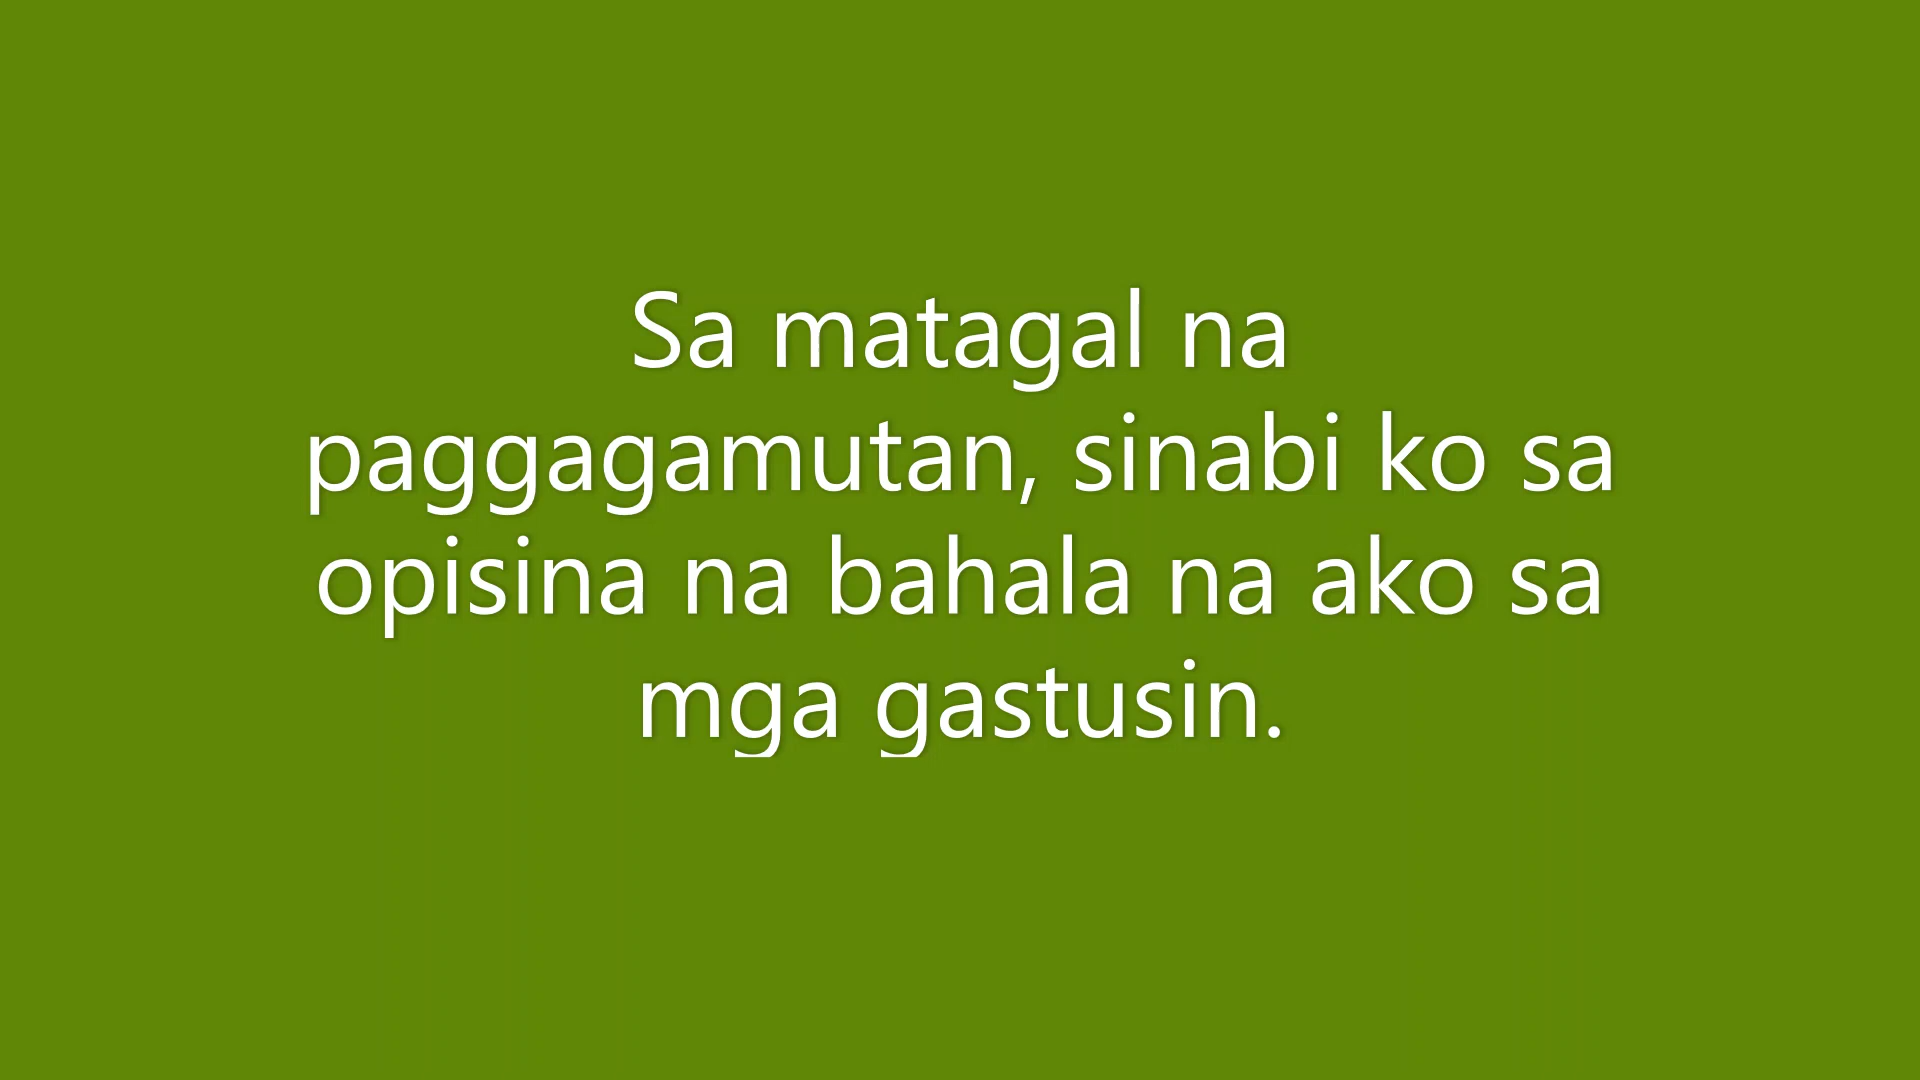 Sa matagal na
paggagamutan, sinabi ko sa
opisina na bahala na ako sa
mga gastusin.